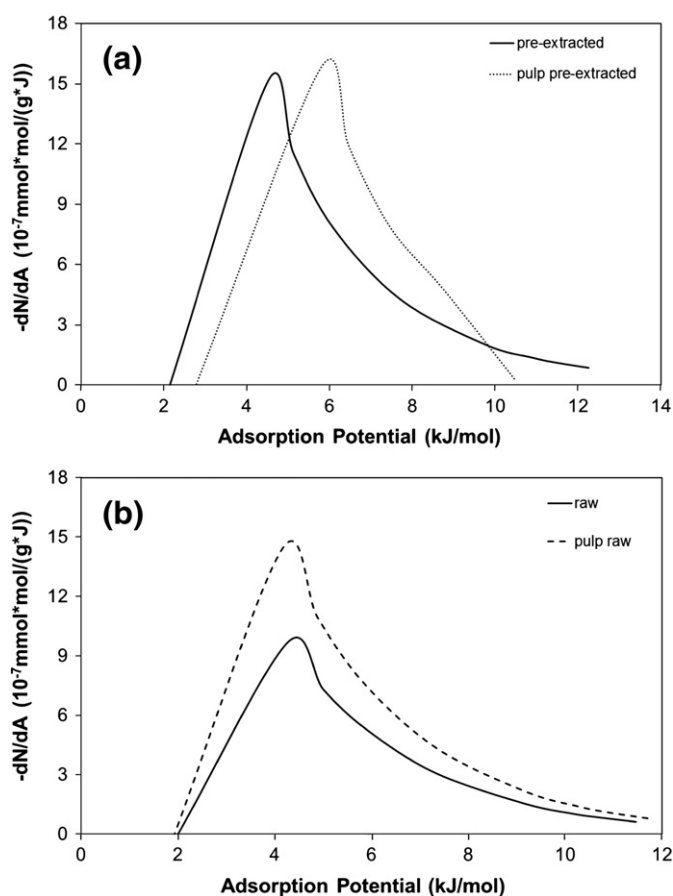 (a)
pre-extracted
pulp pre-extracted
18
15
12
9
6
3
0
-dN/dA (10⁻⁷mmol*mol/(g*J))
0 2 4 6 8 10 12 14
Adsorption Potential (kJ/mol)
(b)
raw
pulp raw
18
15
12
9
6
3
0
-dN/dA (10⁻⁷mmol*mol/(g*J))
0 2 4 6 8 10 12
Adsorption Potential (kJ/mol)